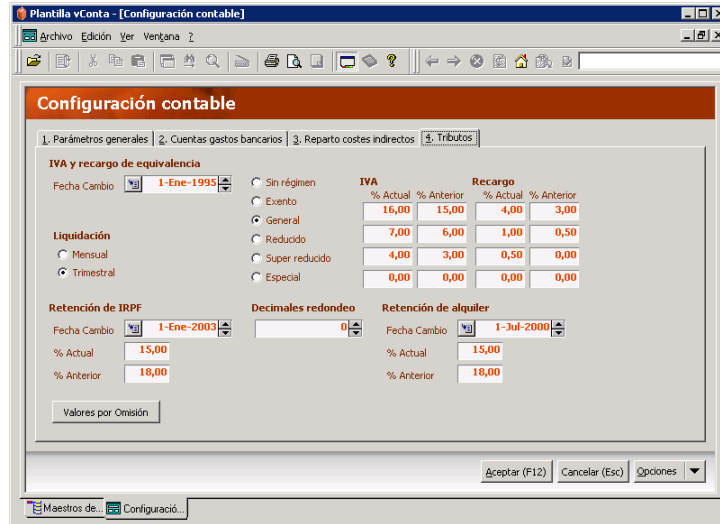 Plantilla vConta - [Configuración contable]
Archivo Edición Ver Ventana ?
Configuración contable
1. Parámetros generales 2. Cuentas gastos bancarios 3. Reparto costes indirectos 4. Tributos
IVA y recargo de equivalencia
Fecha Cambio 1-Ene-1995
Sin régimen
Exento
General
Reducido
Super reducido
Especial
IVA Recargo
% Actual % Anterior % Actual % Anterior
16,00 15,00 4,00 3,00
7,00 6,00 1,00 0,50
4,00 3,00 0,50 0,00
0,00 0,00 0,00 0,00
Liquidación
Mensual
Trimestral
Retención de IRPF
Fecha Cambio 1-Ene-2003
% Actual 15,00
% Anterior 18,00
Decimales redondeo
0
Retención de alquiler
Fecha Cambio 1-Jul-2000
% Actual 15,00
% Anterior 18,00
Valores por Omisión
Aceptar (F12) Cancelar (Esc) Opciones
Maestros de... Configuració...